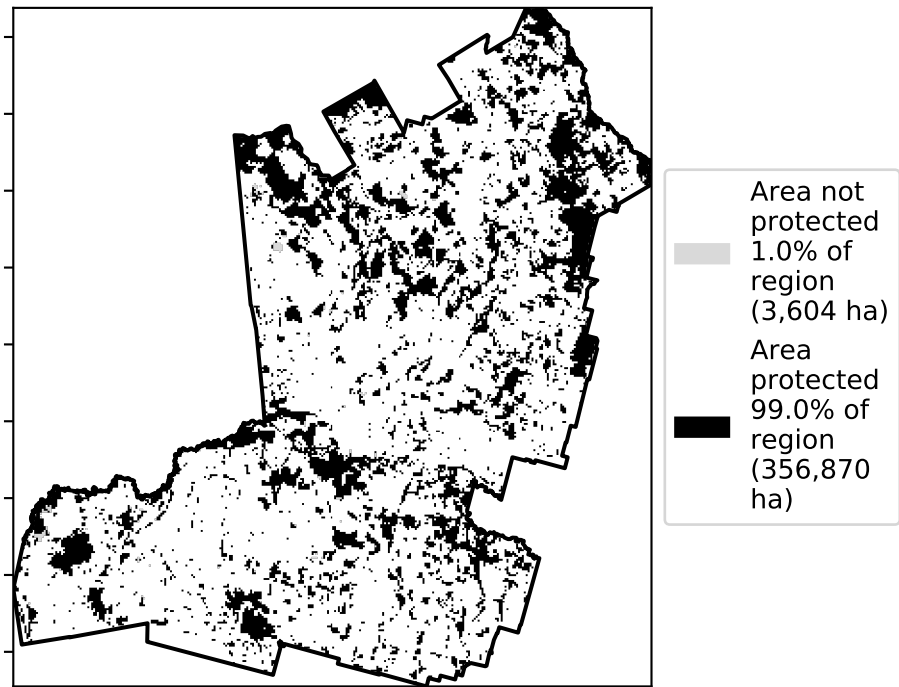 Area not
protected
1.0% of
region
(3,604 ha)
Area
protected
99.0% of
region
(356,870
ha)